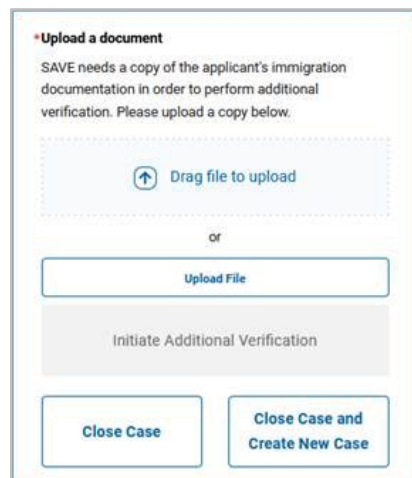 *Upload a document
SAVE needs a copy of the applicant's immigration
documentation in order to perform additional
verification. Please upload a copy below.
Drag file to upload
or
Upload File
Initiate Additional Verification
Close Case
Close Case and
Create New Case